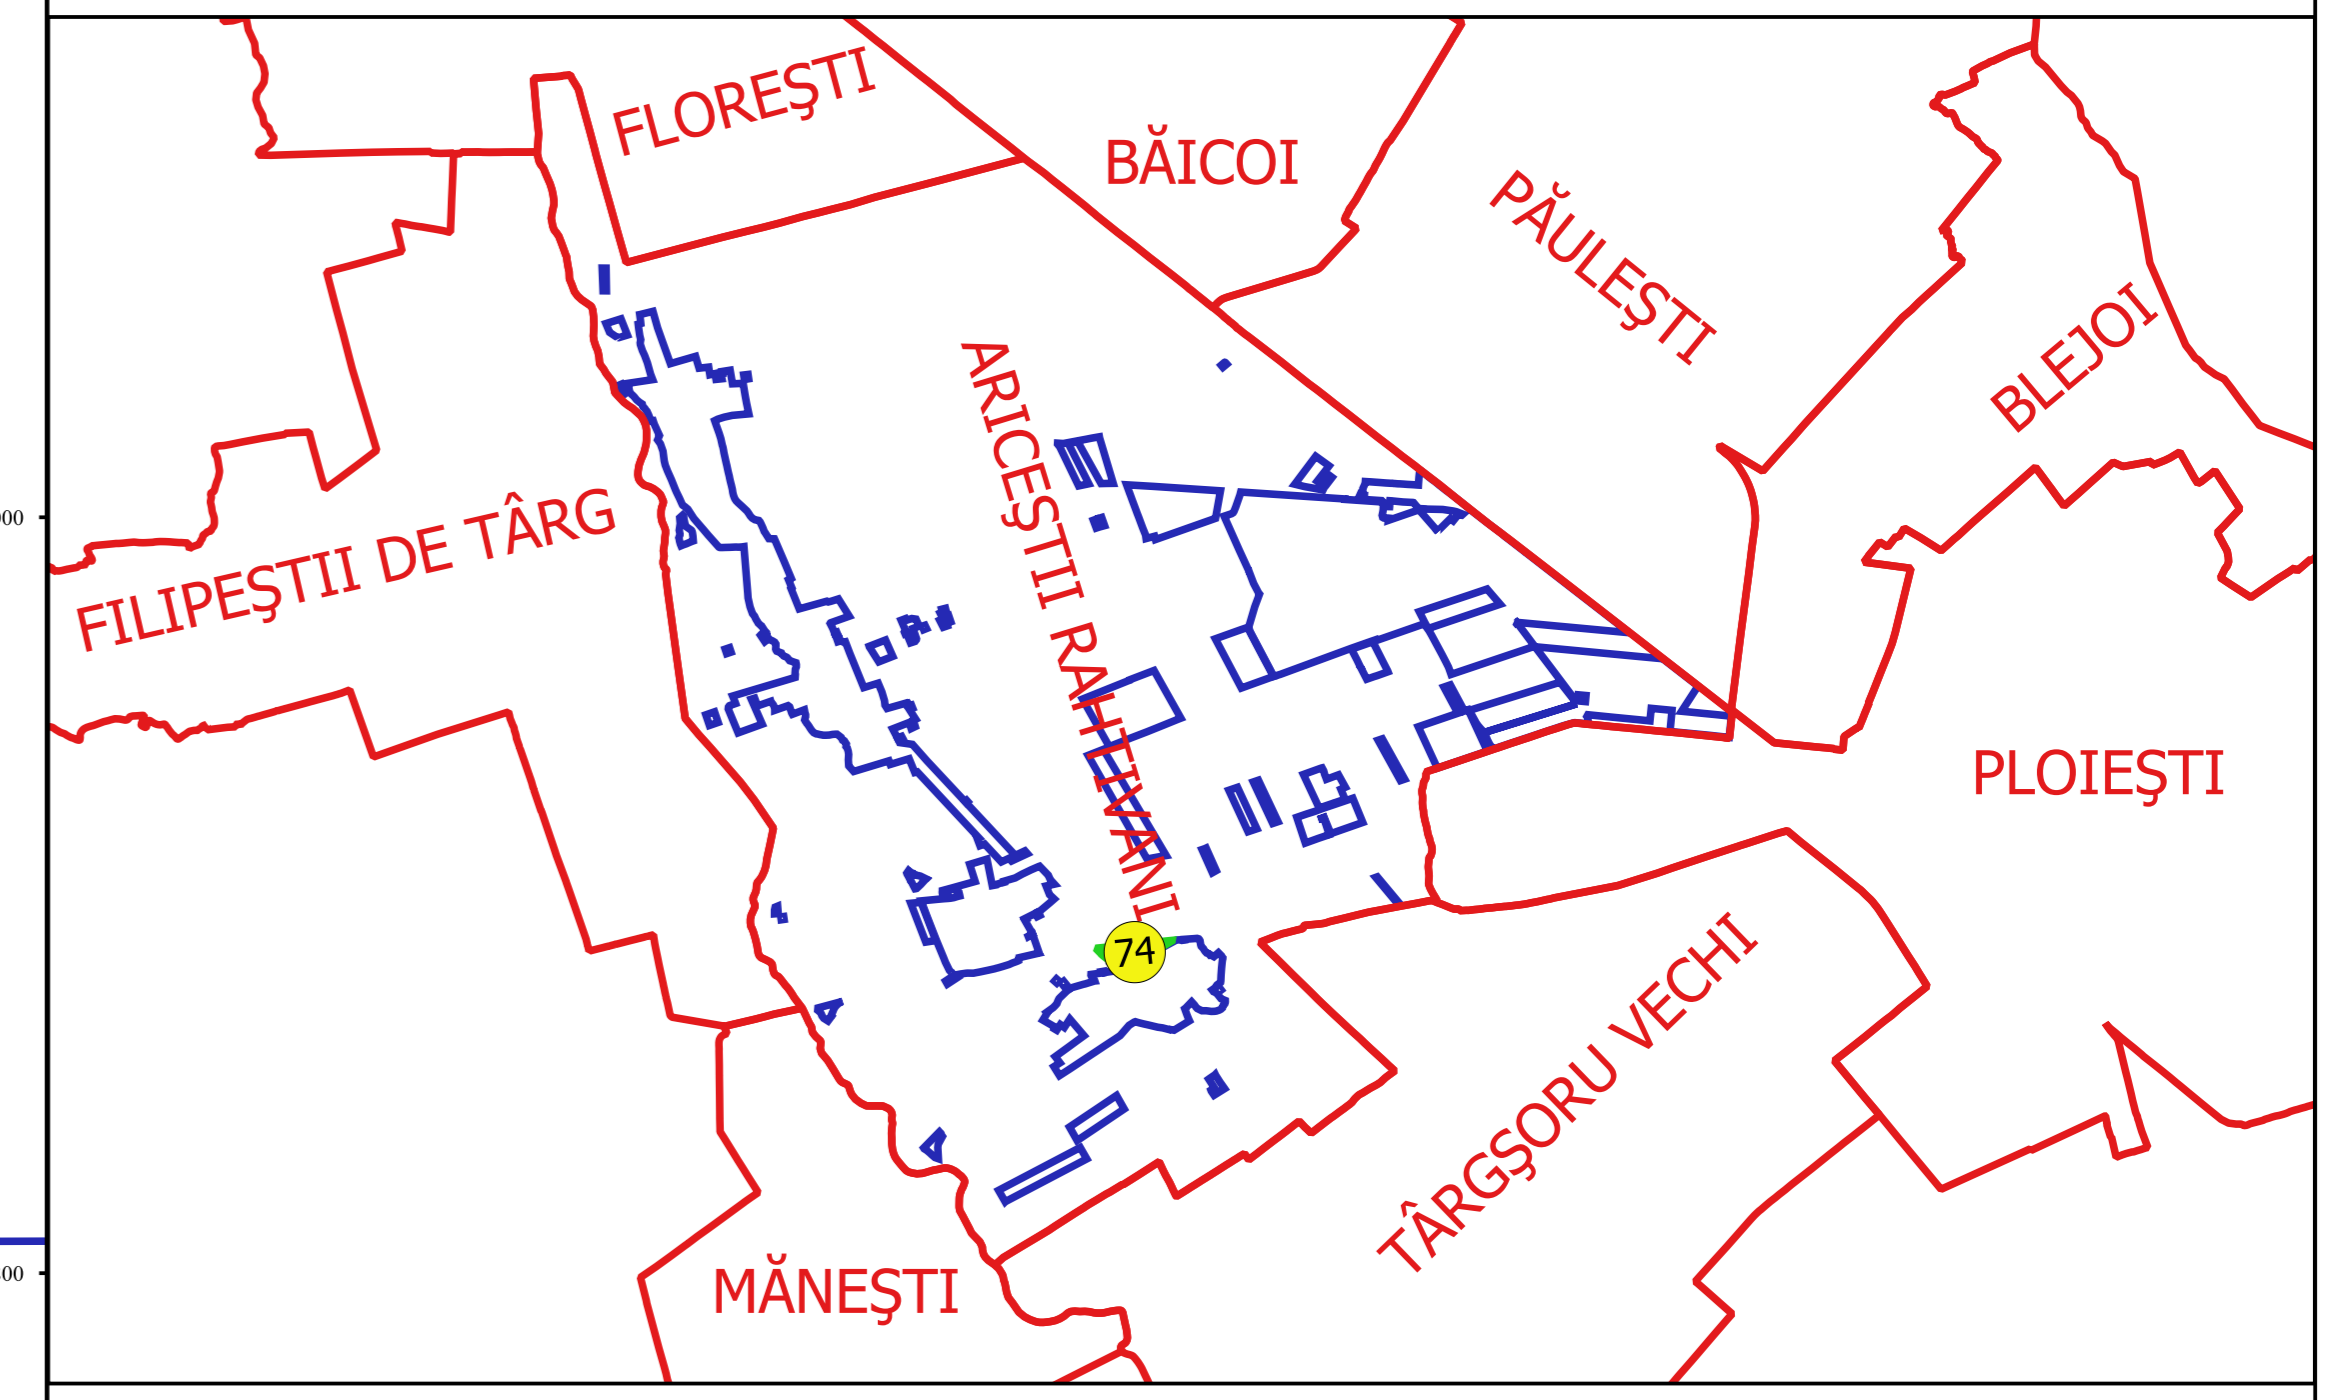 FLOREŞTI
BĂICOI
PĂULEŞTI
BLEJOI
ARICEŞTII RAHTIVANI
FILIPEŞTII DE TÂRG
PLOIEŞTI
74
TÂRGŞORU VECHI
MĂNEŞTI